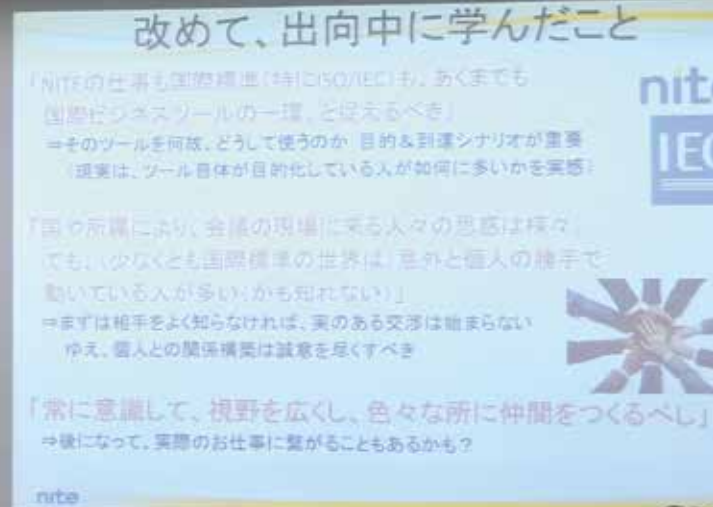 改めて、出向中に学んだこと
「NITEの仕事も国際標準(特にISO/IEC)も、あくまでも
国際ビジネスツールの一環、と捉えるべき」
⇒そのツールを何故、どうして使うのか 目的&到達シナリオが重要
(現実は、ツール自体が目的化している人が如何に多いかを実感)
「国や所属により、会議の現場に来る人々の思惑は様々
でも、(少なくとも国際標準の世界は)意外と個人の勝手で
動いている人が多い(かも知れない)」
⇒まずは相手をよく知らなければ、実のある交渉は始まらない
ゆえ、個人との関係構築は誠意を尽くすべき
「常に意識して、視野を広くし、色々な所に仲間をつくるべし」
⇒後になって、実際のお仕事に繋がることもあるかも?
nite
IEC
nite